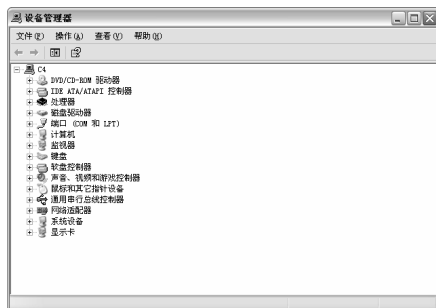 设备管理器
文件(F) 操作(A) 查看(V) 帮助(H)
C4
DVD/CD-ROM 驱动器
IDE ATA/ATAPI 控制器
处理器
磁盘驱动器
端口 (COM 和 LPT)
计算机
监视器
键盘
软盘控制器
声音、视频和游戏控制器
鼠标和其它指针设备
通用串行总线控制器
网络适配器
系统设备
显示卡